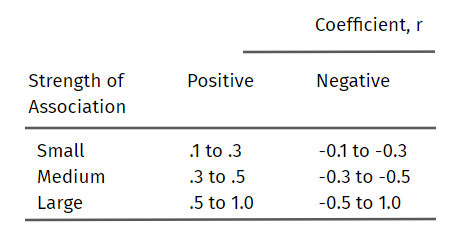 Coefficient, r
Strength of Association Positive Negative
Small .1 to .3 -0.1 to -0.3
Medium .3 to .5 -0.3 to -0.5
Large .5 to 1.0 -0.5 to 1.0